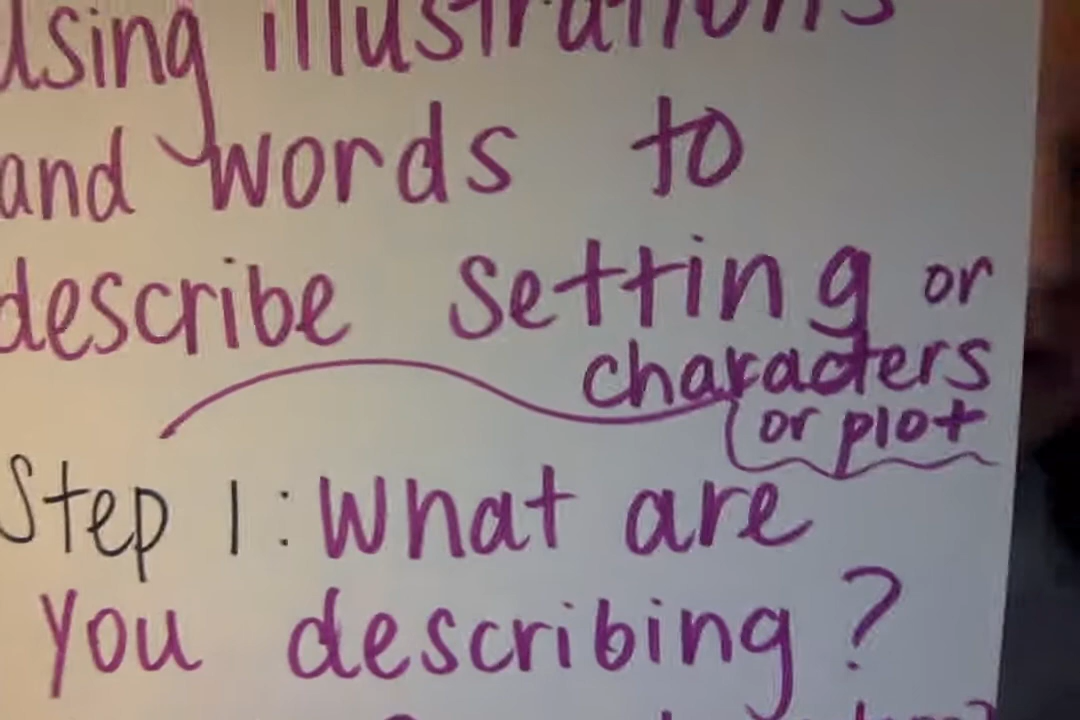 Using illustrations
and words to
describe setting or
characters
or plot
Step 1: What are
you describing?